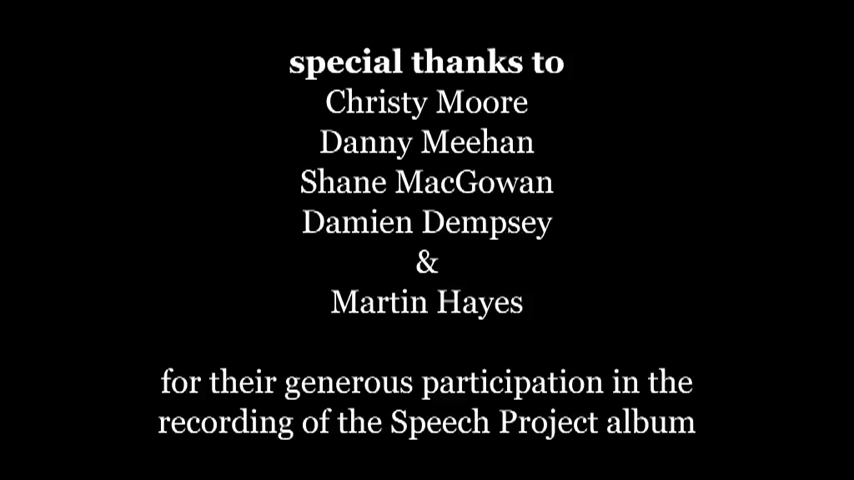 special thanks to
Christy Moore
Danny Meehan
Shane MacGowan
Damien Dempsey
&
Martin Hayes
for their generous participation in the
recording of the Speech Project album